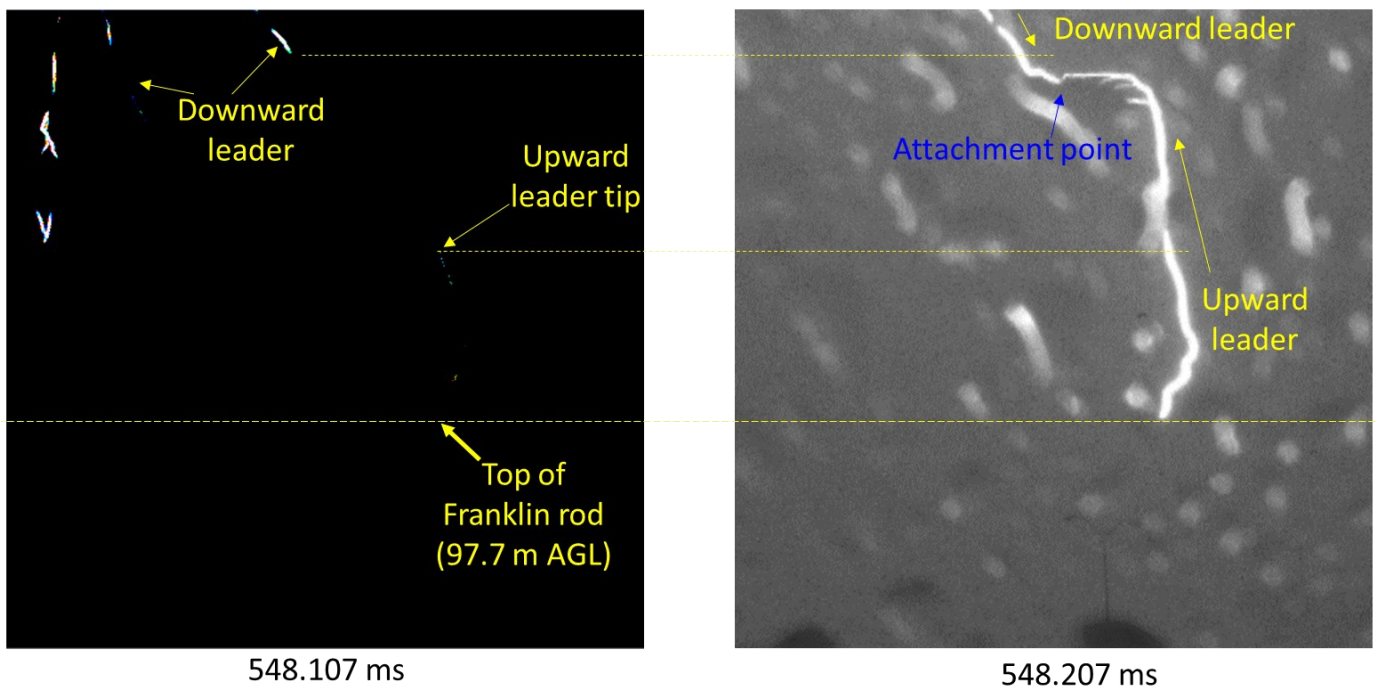 Downward
leader
Upward
leader tip
Top of
Franklin rod
(97.7 m AGL)
548.107 ms
Downward leader
Attachment point
Upward
leader
548.207 ms